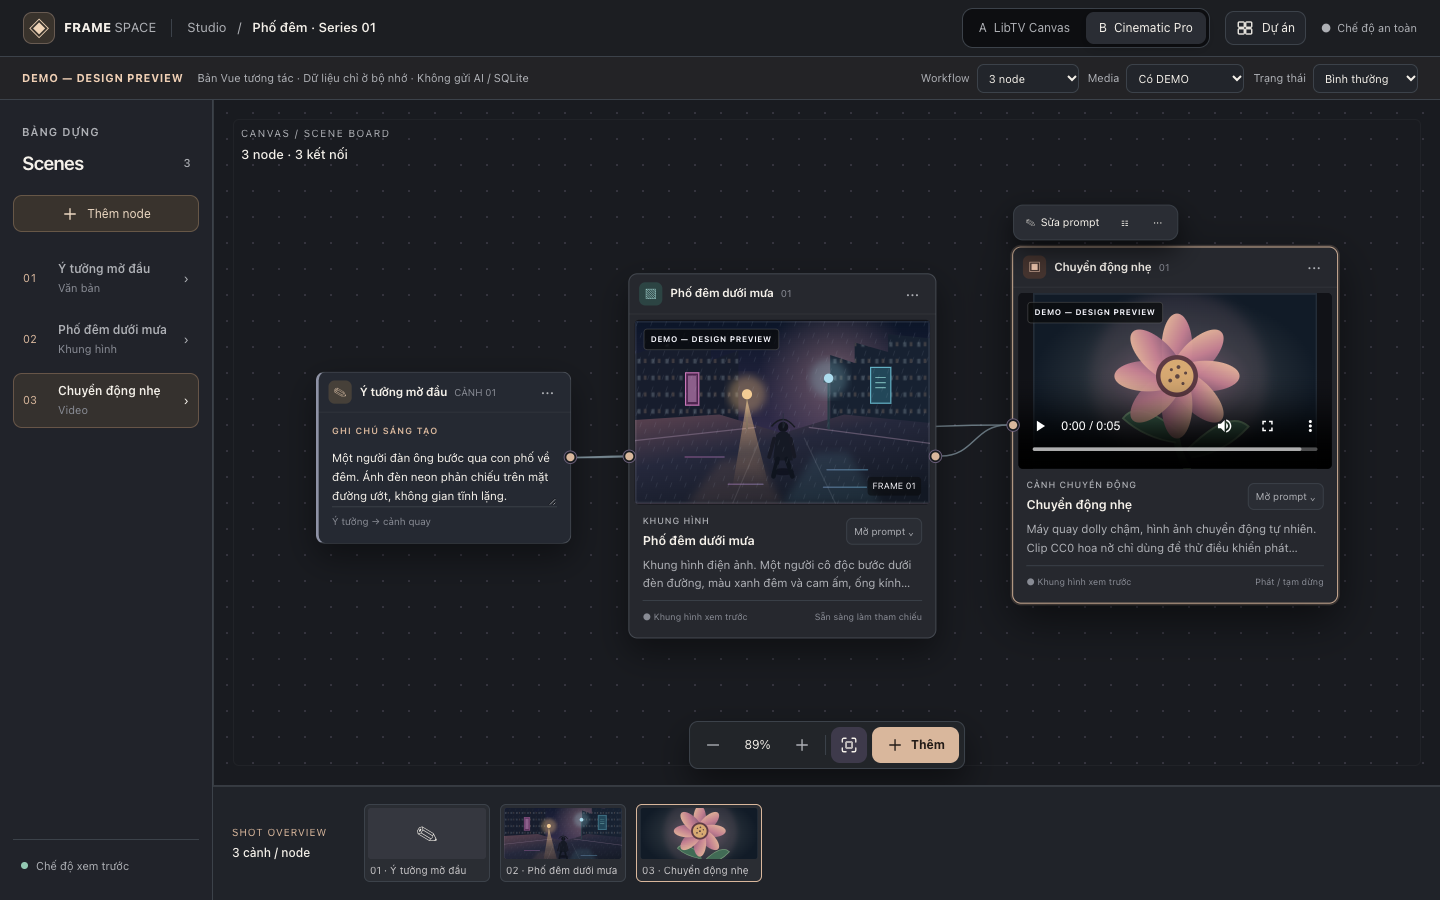 FRAME SPACE
Studio / Phố đêm · Series 01
A LibTV Canvas
B Cinematic Pro
Dự án
Chế độ an toàn
DEMO — DESIGN PREVIEW
Bản Vue tương tác · Dữ liệu chỉ ở bộ nhớ · Không gửi AI / SQLite
Workflow
3 node
Media
Có DEMO
Trạng thái
Bình thường
BẢNG DỰNG
Scenes
3
Thêm node
01
Ý tưởng mở đầu
Văn bản
02
Phố đêm dưới mưa
Khung hình
03
Chuyển động nhẹ
Video
Chế độ xem trước
CANVAS / SCENE BOARD
3 node · 3 kết nối
Ý tưởng mở đầu CẢNH 01
GHI CHÚ SÁNG TẠO
Một người đàn ông bước qua con phố về
đêm. Ánh đèn neon phản chiếu trên mặt
đường ướt, không gian tĩnh lặng.
Ý tưởng → cảnh quay
Phố đêm dưới mưa 01
DEMO — DESIGN PREVIEW
FRAME 01
KHUNG HÌNH
Phố đêm dưới mưa
Mở prompt
Khung hình điện ảnh. Một người cô độc bước dưới
đèn đường, màu xanh đêm và cam ấm, ống kính...
Khung hình xem trước
Sẵn sàng làm tham chiếu
Sửa prompt
Chuyển động nhẹ 01
DEMO — DESIGN PREVIEW
0:00 / 0:05
CẢNH CHUYỂN ĐỘNG
Chuyển động nhẹ
Mở prompt
Máy quay dolly chậm, hình ảnh chuyển động tự nhiên.
Clip CC0 hoa nở chỉ dùng để thử điều khiển phát...
Khung hình xem trước
Phát / tạm dừng
89%
Thêm
SHOT OVERVIEW
3 cảnh / node
01 · Ý tưởng mở đầu
02 · Phố đêm dưới mưa
03 · Chuyển động nhẹ